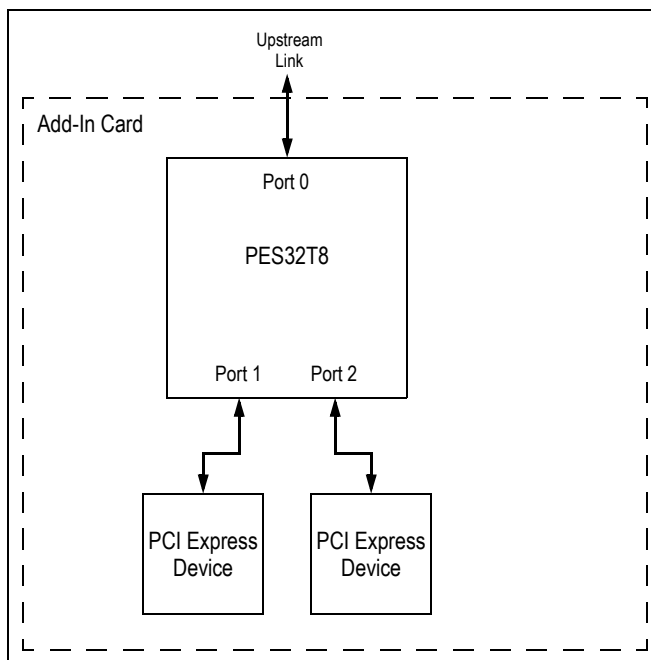 Upstream
Link
Add-In Card
Port 0
PES32T8
Port 1
Port 2
PCI Express
Device
PCI Express
Device